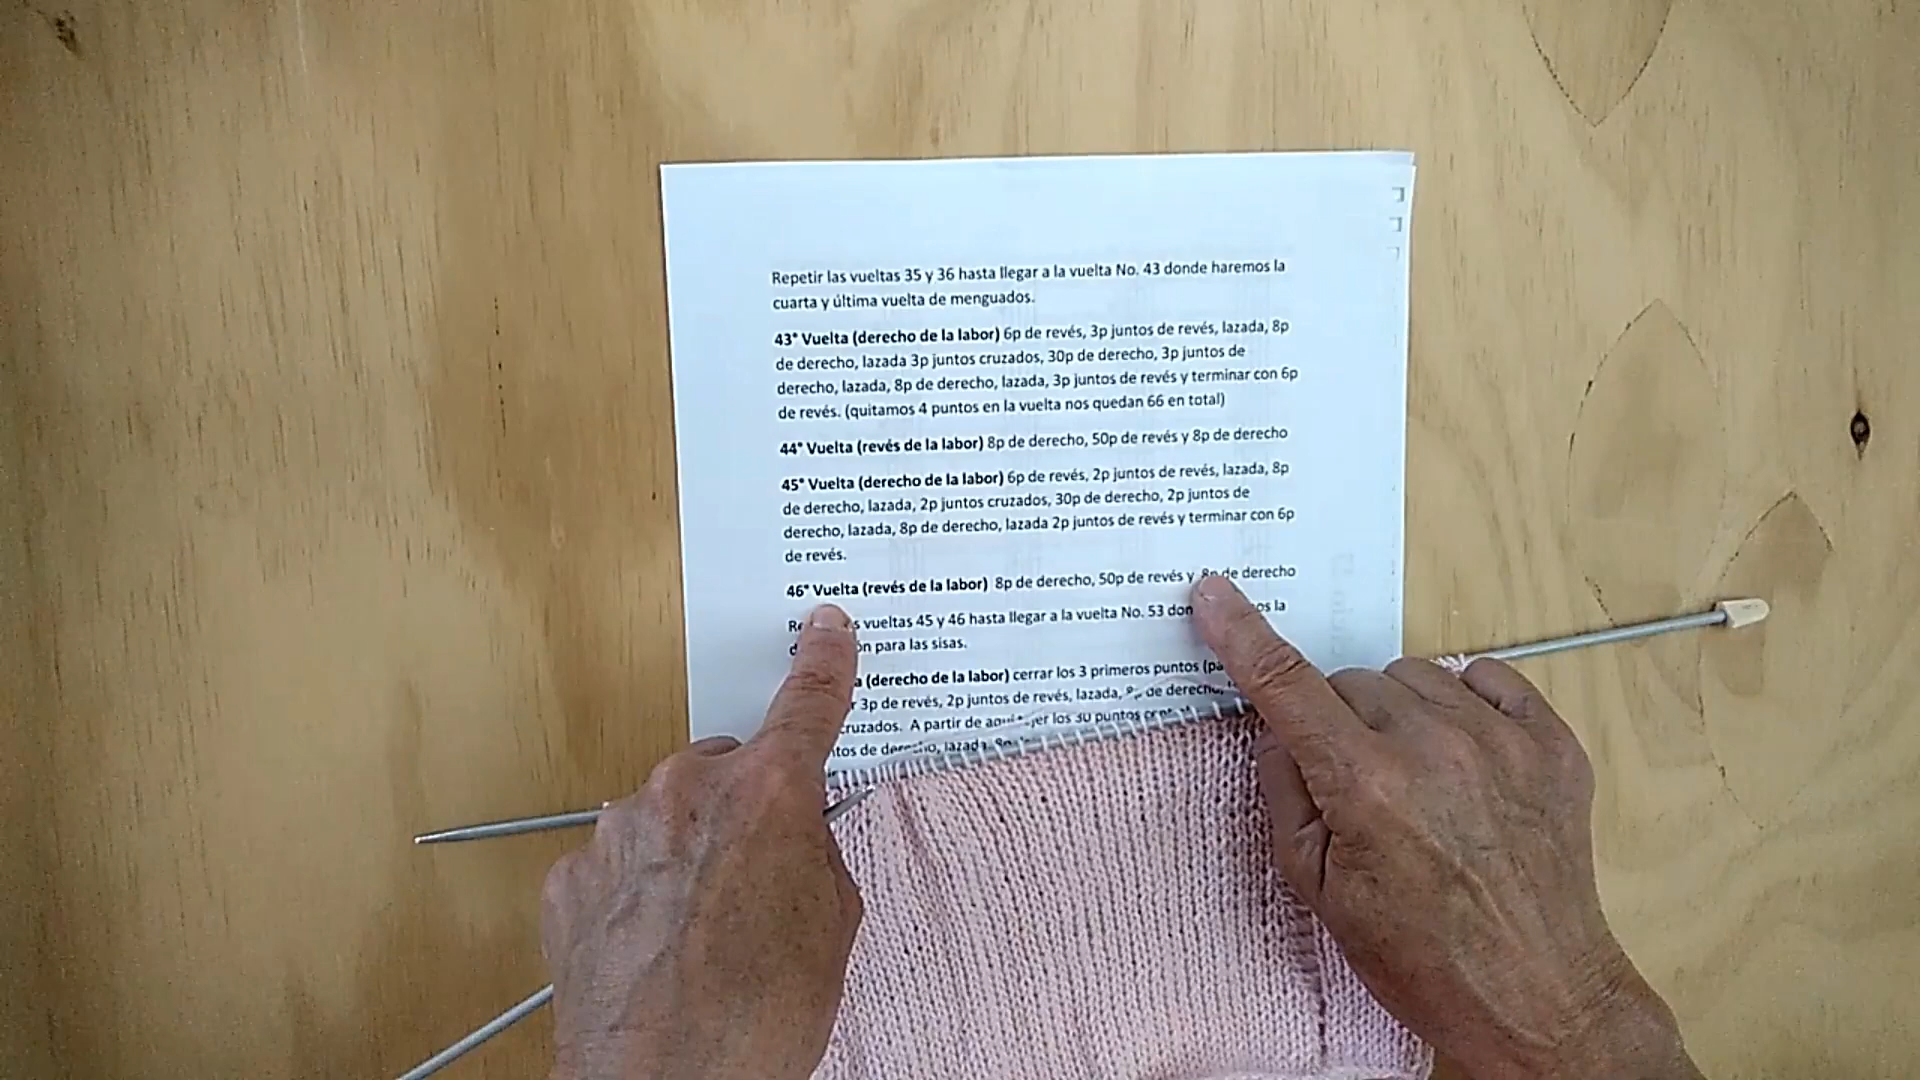 Repetir las vueltas 35 y 36 hasta llegar a la vuelta No. 43 donde haremos la
cuarta y última vuelta de menguados.
43° Vuelta (derecho de la labor) 6p de revés, 3p juntos de revés, lazada, 8p
de derecho, lazada 3p juntos cruzados, 30p de derecho, 3p juntos de
derecho, lazada, 8p de derecho, lazada, 3p juntos de revés y terminar con 6p
de revés. (quitamos 4 puntos en la vuelta nos quedan 66 en total)
44° Vuelta (revés de la labor) 8p de derecho, 50p de revés y 8p de derecho
45° Vuelta (derecho de la labor) 6p de revés, 2p juntos de revés, lazada, 8p
de derecho, lazada, 2p juntos cruzados, 30p de derecho, 2p juntos de
derecho, lazada, 8p de derecho, lazada 2p juntos de revés y terminar con 6p
de revés.
46° Vuelta (revés de la labor) 8p de derecho, 50p de revés y 8p de derecho
vueltas 45 y 46 hasta llegar a la vuelta No. 53 la
para las sisas.
(derecho de la labor) cerrar los 3 primeros puntos
3p de revés, 2p juntos de revés, lazada, de derecho,
cruzados. A partir de los 30 puntos
de lazada,